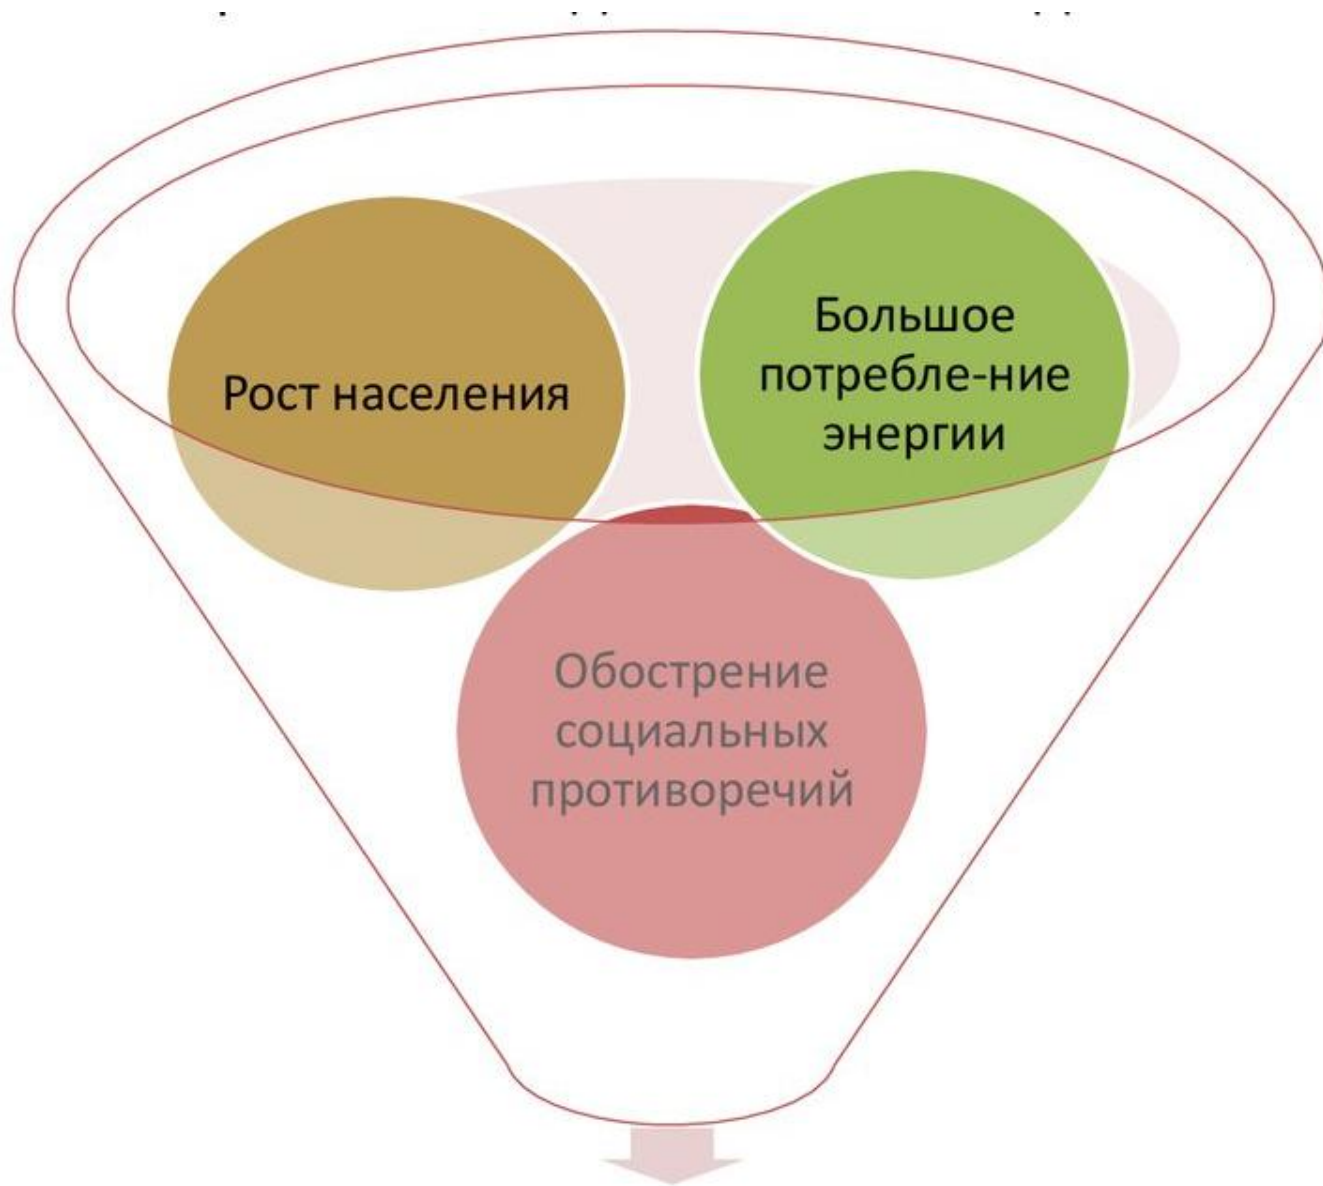 Рост населения
Большое
потребле-ние
энергии
Обострение
социальных
противоречий